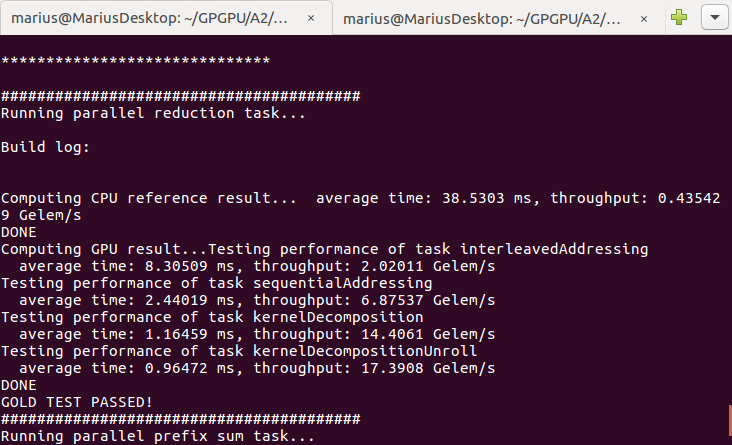 marius@MariusDesktop: ~/GPGPU/A2/... ×
marius@MariusDesktop: ~/GPGPU/A2/... ×
******************************
########################################
Running parallel reduction task...
Build log:
Computing CPU reference result...  average time: 38.5303 ms, throughput: 0.43542
9 Gelem/s
DONE
Computing GPU result...Testing performance of task interleavedAddressing
  average time: 8.30509 ms, throughput: 2.02011 Gelem/s
Testing performance of task sequentialAddressing
  average time: 2.44019 ms, throughput: 6.87537 Gelem/s
Testing performance of task kernelDecomposition
  average time: 1.16459 ms, throughput: 14.4061 Gelem/s
Testing performance of task kernelDecompositionUnroll
  average time: 0.96472 ms, throughput: 17.3908 Gelem/s
DONE
GOLD TEST PASSED!
########################################
Running parallel prefix sum task...